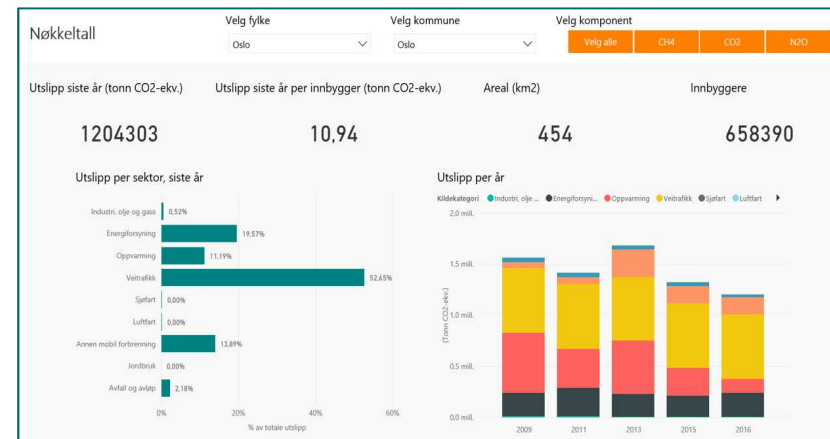 Nøkkeltall
Velg fylke
Velg kommune
Velg komponent
Oslo
Oslo
Velg alle
CH4
CO2
N2O
Utslipp siste år (tonn CO2-ekv.)
Utslipp siste år per innbygger (tonn CO2-ekv.)
Areal (km2)
Innbyggere
1204303
10,94
454
658390
Utslipp per sektor, siste år
Industri, olje og gass 0,52%
Energiforsyning 19,57%
Oppvarming 11,19%
Veitrafikk 52,65%
Sjøfart 0,00%
Luftfart 0,00%
Annen mobil forbrenning 13,89%
Jordbruk 0,00%
Avfall og avløp 2,18%
0% 20% 40% 60%
% av totale utslipp
Utslipp per år
Kildekategori Industri, olje ... Energiforsyni... Oppvarming Veitrafikk Sjøfart Luftfart
2,0 mill.
1,5 mill.
1,0 mill.
0,5 mill.
0,0 mill.
(Tonn CO2-ekv.)
2009 2011 2013 2015 2016